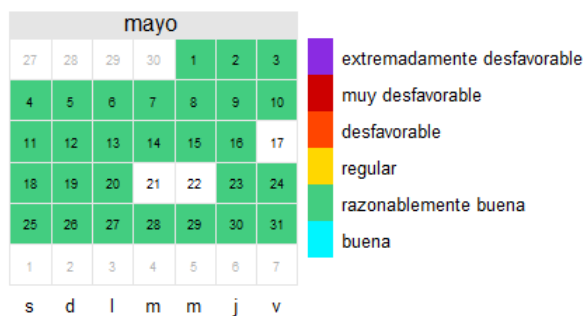 mayo
27 28 29 30 1 2 3
4 5 6 7 8 9 10
11 12 13 14 15 16 17
18 19 20 21 22 23 24
25 26 27 28 29 30 31
1 2 3 4 5 6 7
s d l m m j v
extremadamente desfavorable
muy desfavorable
desfavorable
regular
razonablemente buena
buena